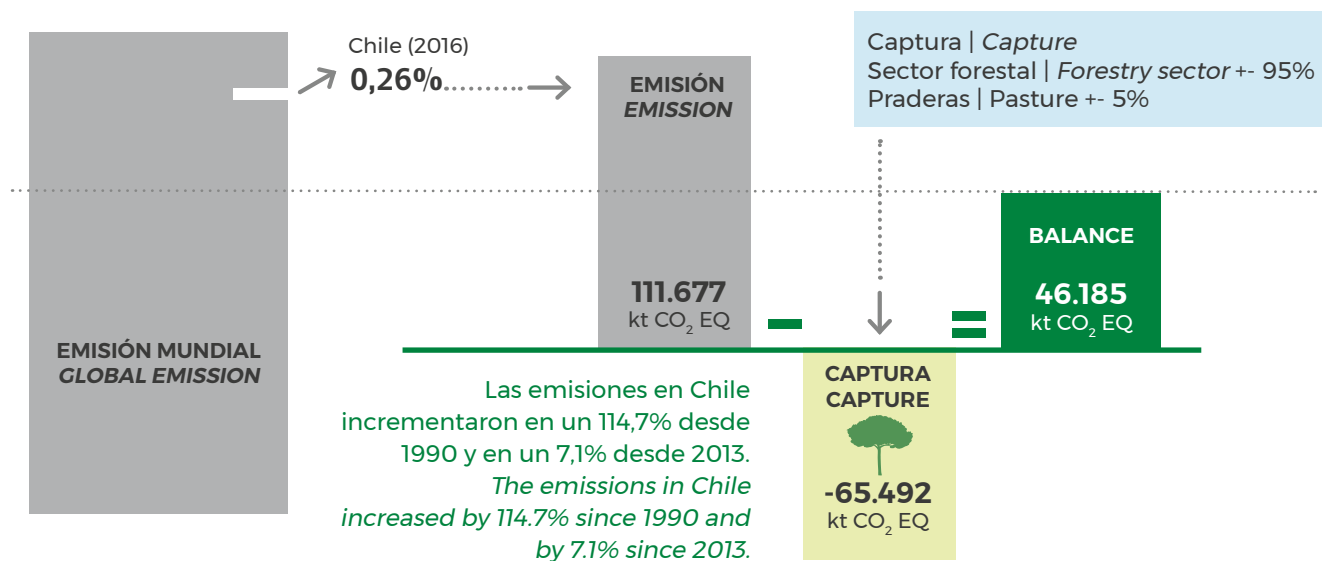 Chile (2016)
0,26%
EMISIÓN MUNDIAL
GLOBAL EMISSION
EMISIÓN
EMISSION
111.677
kt CO₂ EQ
Captura | Capture
Sector forestal | Forestry sector +- 95%
Praderas | Pasture +- 5%
CAPTURA
CAPTURE
-65.492
kt CO₂ EQ
BALANCE
46.185
kt CO₂ EQ
Las emisiones en Chile
incrementaron en un 114,7% desde
1990 y en un 7,1% desde 2013.
The emissions in Chile
increased by 114.7% since 1990 and
by 7.1% since 2013.